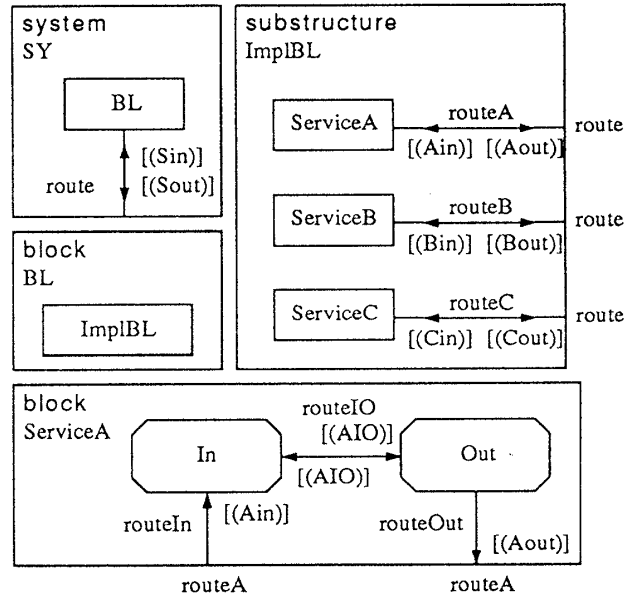 system
SY
BL
[(Sin)]
route
[(Sout)]
block
BL
ImplBL
substructure
ImplBL
ServiceA
routeA
route
[(Ain)] [(Aout)]
ServiceB
routeB
route
[(Bin)] [(Bout)]
ServiceC
routeC
route
[(Cin)] [(Cout)]
block
ServiceA
routeIO
[(AIO)]
In
Out
[(AIO)]
routeIn
[(Ain)]
routeOut
[(Aout)]
routeA
routeA